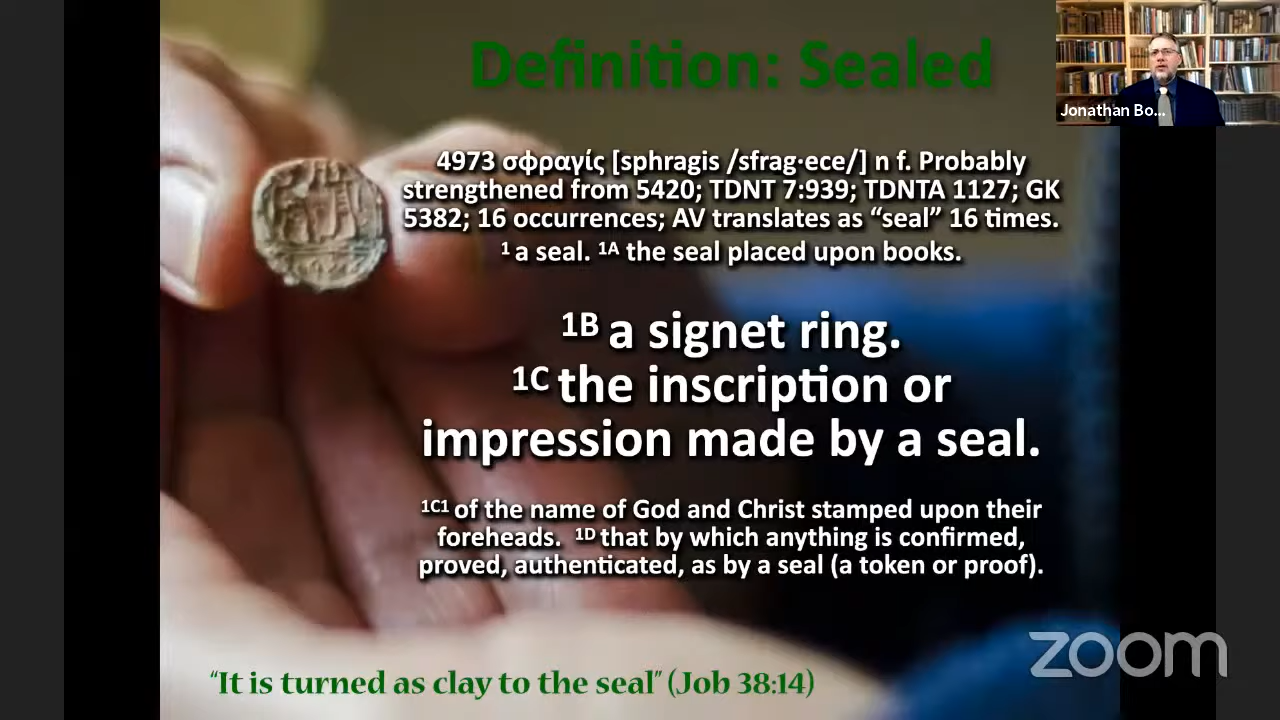 Definition: Sealed
Jonathan Bo...
4973 σφραγίς [sphragis /sfrag·ece/] n f. Probably
strengthened from 5420; TDNT 7:939; TDNTA 1127; GK
5382; 16 occurrences; AV translates as “seal” 16 times.
1 a seal. 1A the seal placed upon books.
1B a signet ring.
1C the inscription or
impression made by a seal.
1C1 of the name of God and Christ stamped upon their
foreheads. 1D that by which anything is confirmed,
proved, authenticated, as by a seal (a token or proof).
zoom
“It is turned as clay to the seal” (Job 38:14)